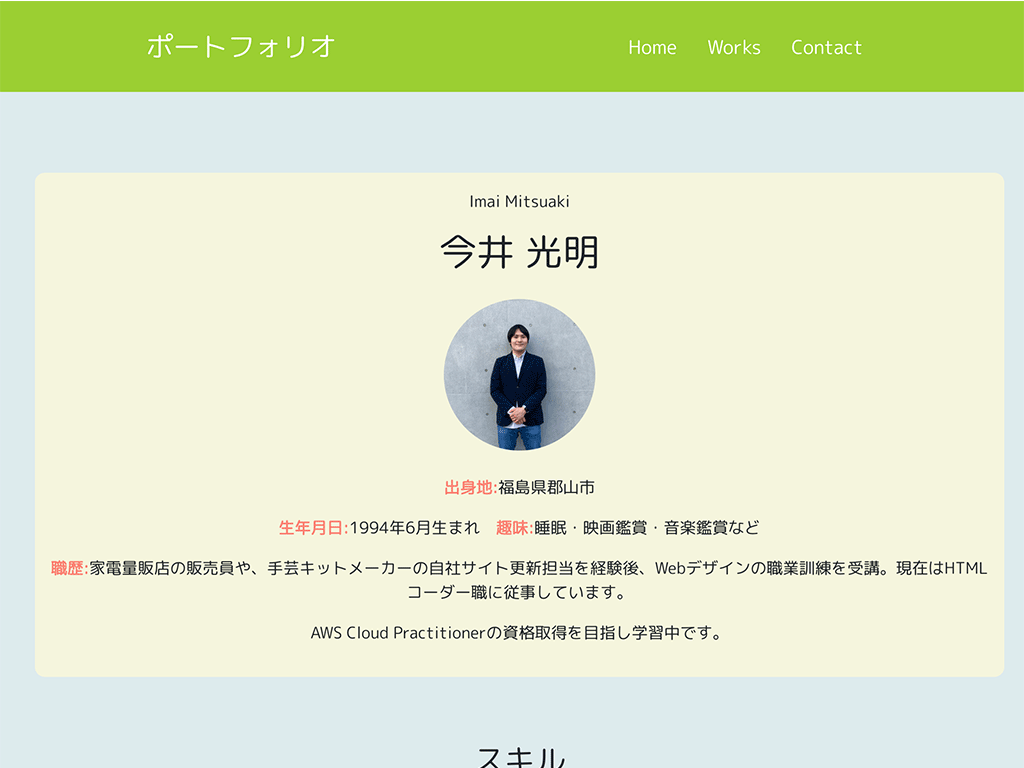 ポートフォリオ Home Works Contact
Imai Mitsuaki
今井 光明
出身地:福島県郡山市
生年月日:1994年6月生まれ　趣味:睡眠・映画鑑賞・音楽鑑賞など
職歴:家電量販店の販売員や、手芸キットメーカーの自社サイト更新担当を経験後、Webデザインの職業訓練を受講。現在はHTML
コーダー職に従事しています。
AWS Cloud Practitionerの資格取得を目指し学習中です。
スキル